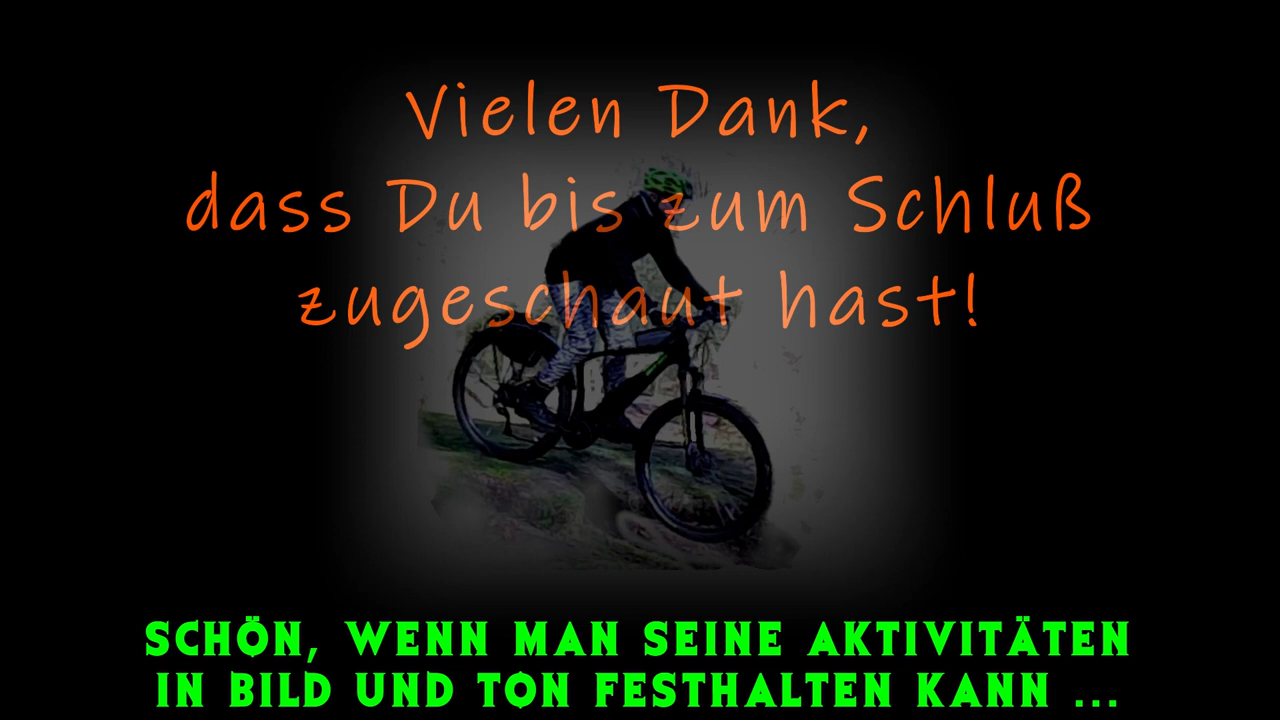 Vielen Dank,
dass Du bis zum Schluß
zugeschaut hast!
SCHÖN, WENN MAN SEINE AKTIVITÄTEN
IN BILD UND TON FESTHALTEN KANN ...